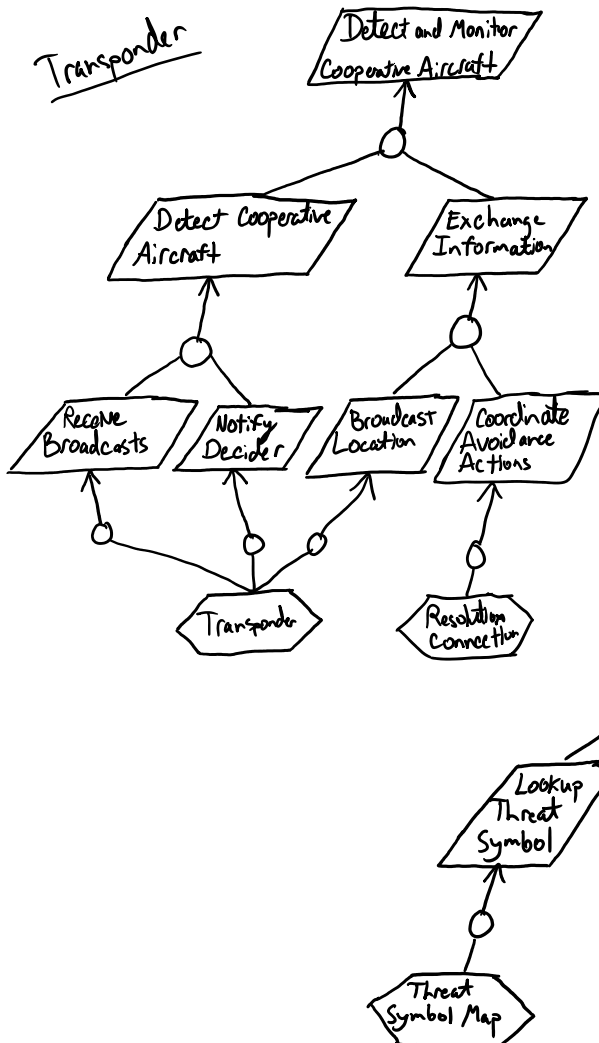 Transponder
Detect and Monitor
Cooperative Aircraft
Detect Cooperative
Aircraft
Exchange
Information
Receive
Broadcasts
Notify
Decider
Broadcast
Location
Coordinate
Avoidance
Actions
Transponder
Resolution
Connection
Lookup
Threat
Symbol
Threat
Symbol Map